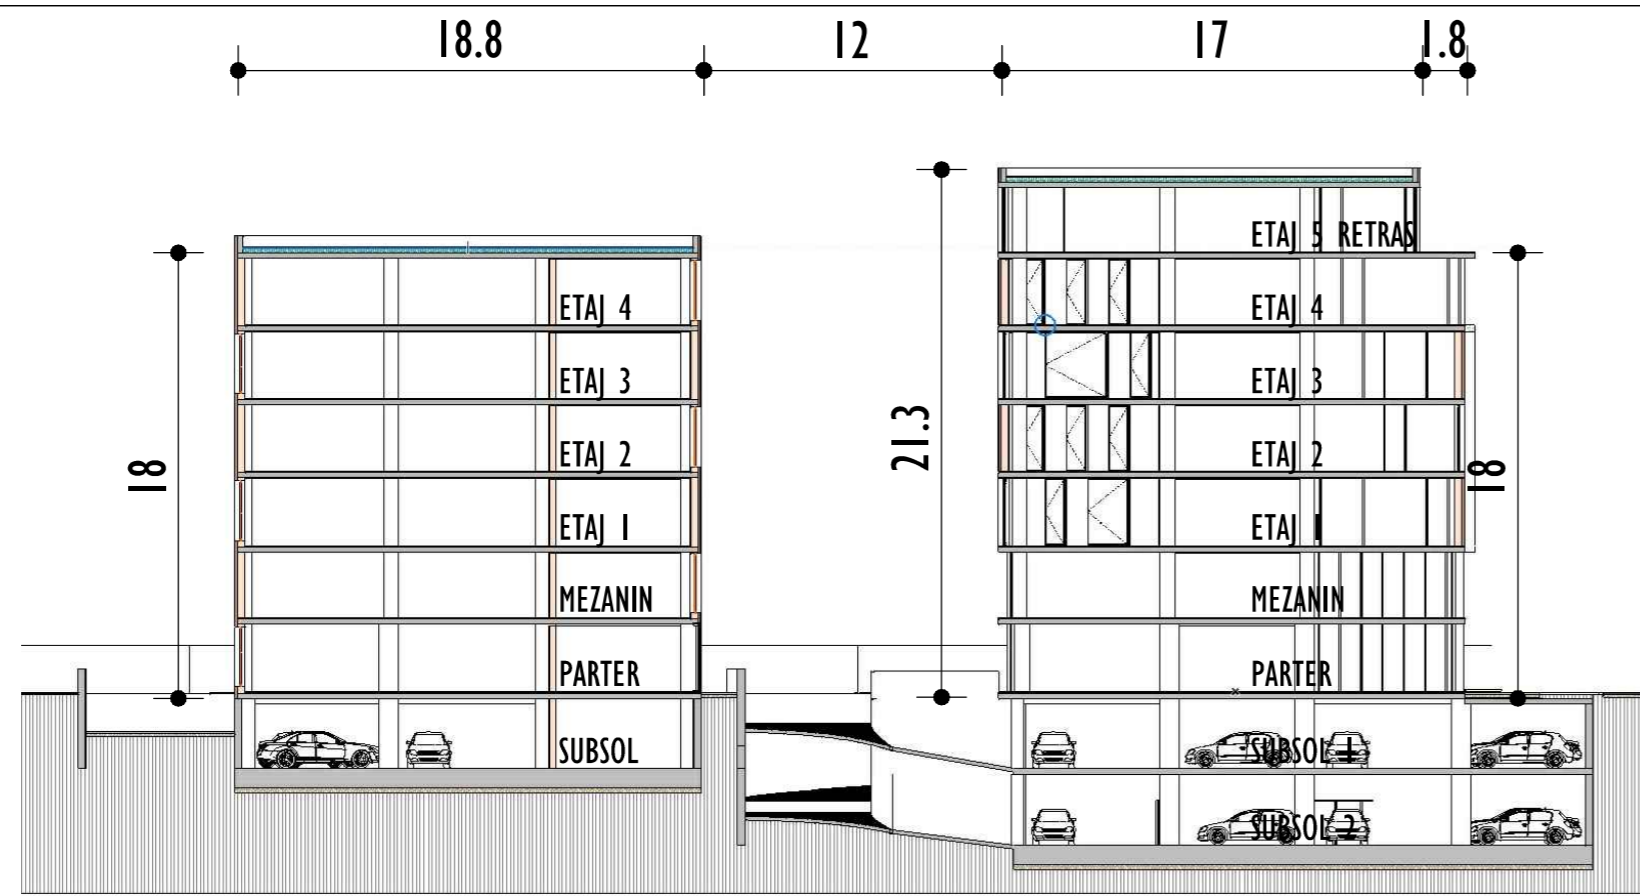 18.8
12
17
1.8
18
21.3
18
ETAJ 4
ETAJ 3
ETAJ 2
ETAJ 1
MEZANIN
PARTER
SUBSOL
ETAJ 5 RETRAS
ETAJ 4
ETAJ 3
ETAJ 2
ETAJ 1
MEZANIN
PARTER
SUBSOL 1
SUBSOL 2